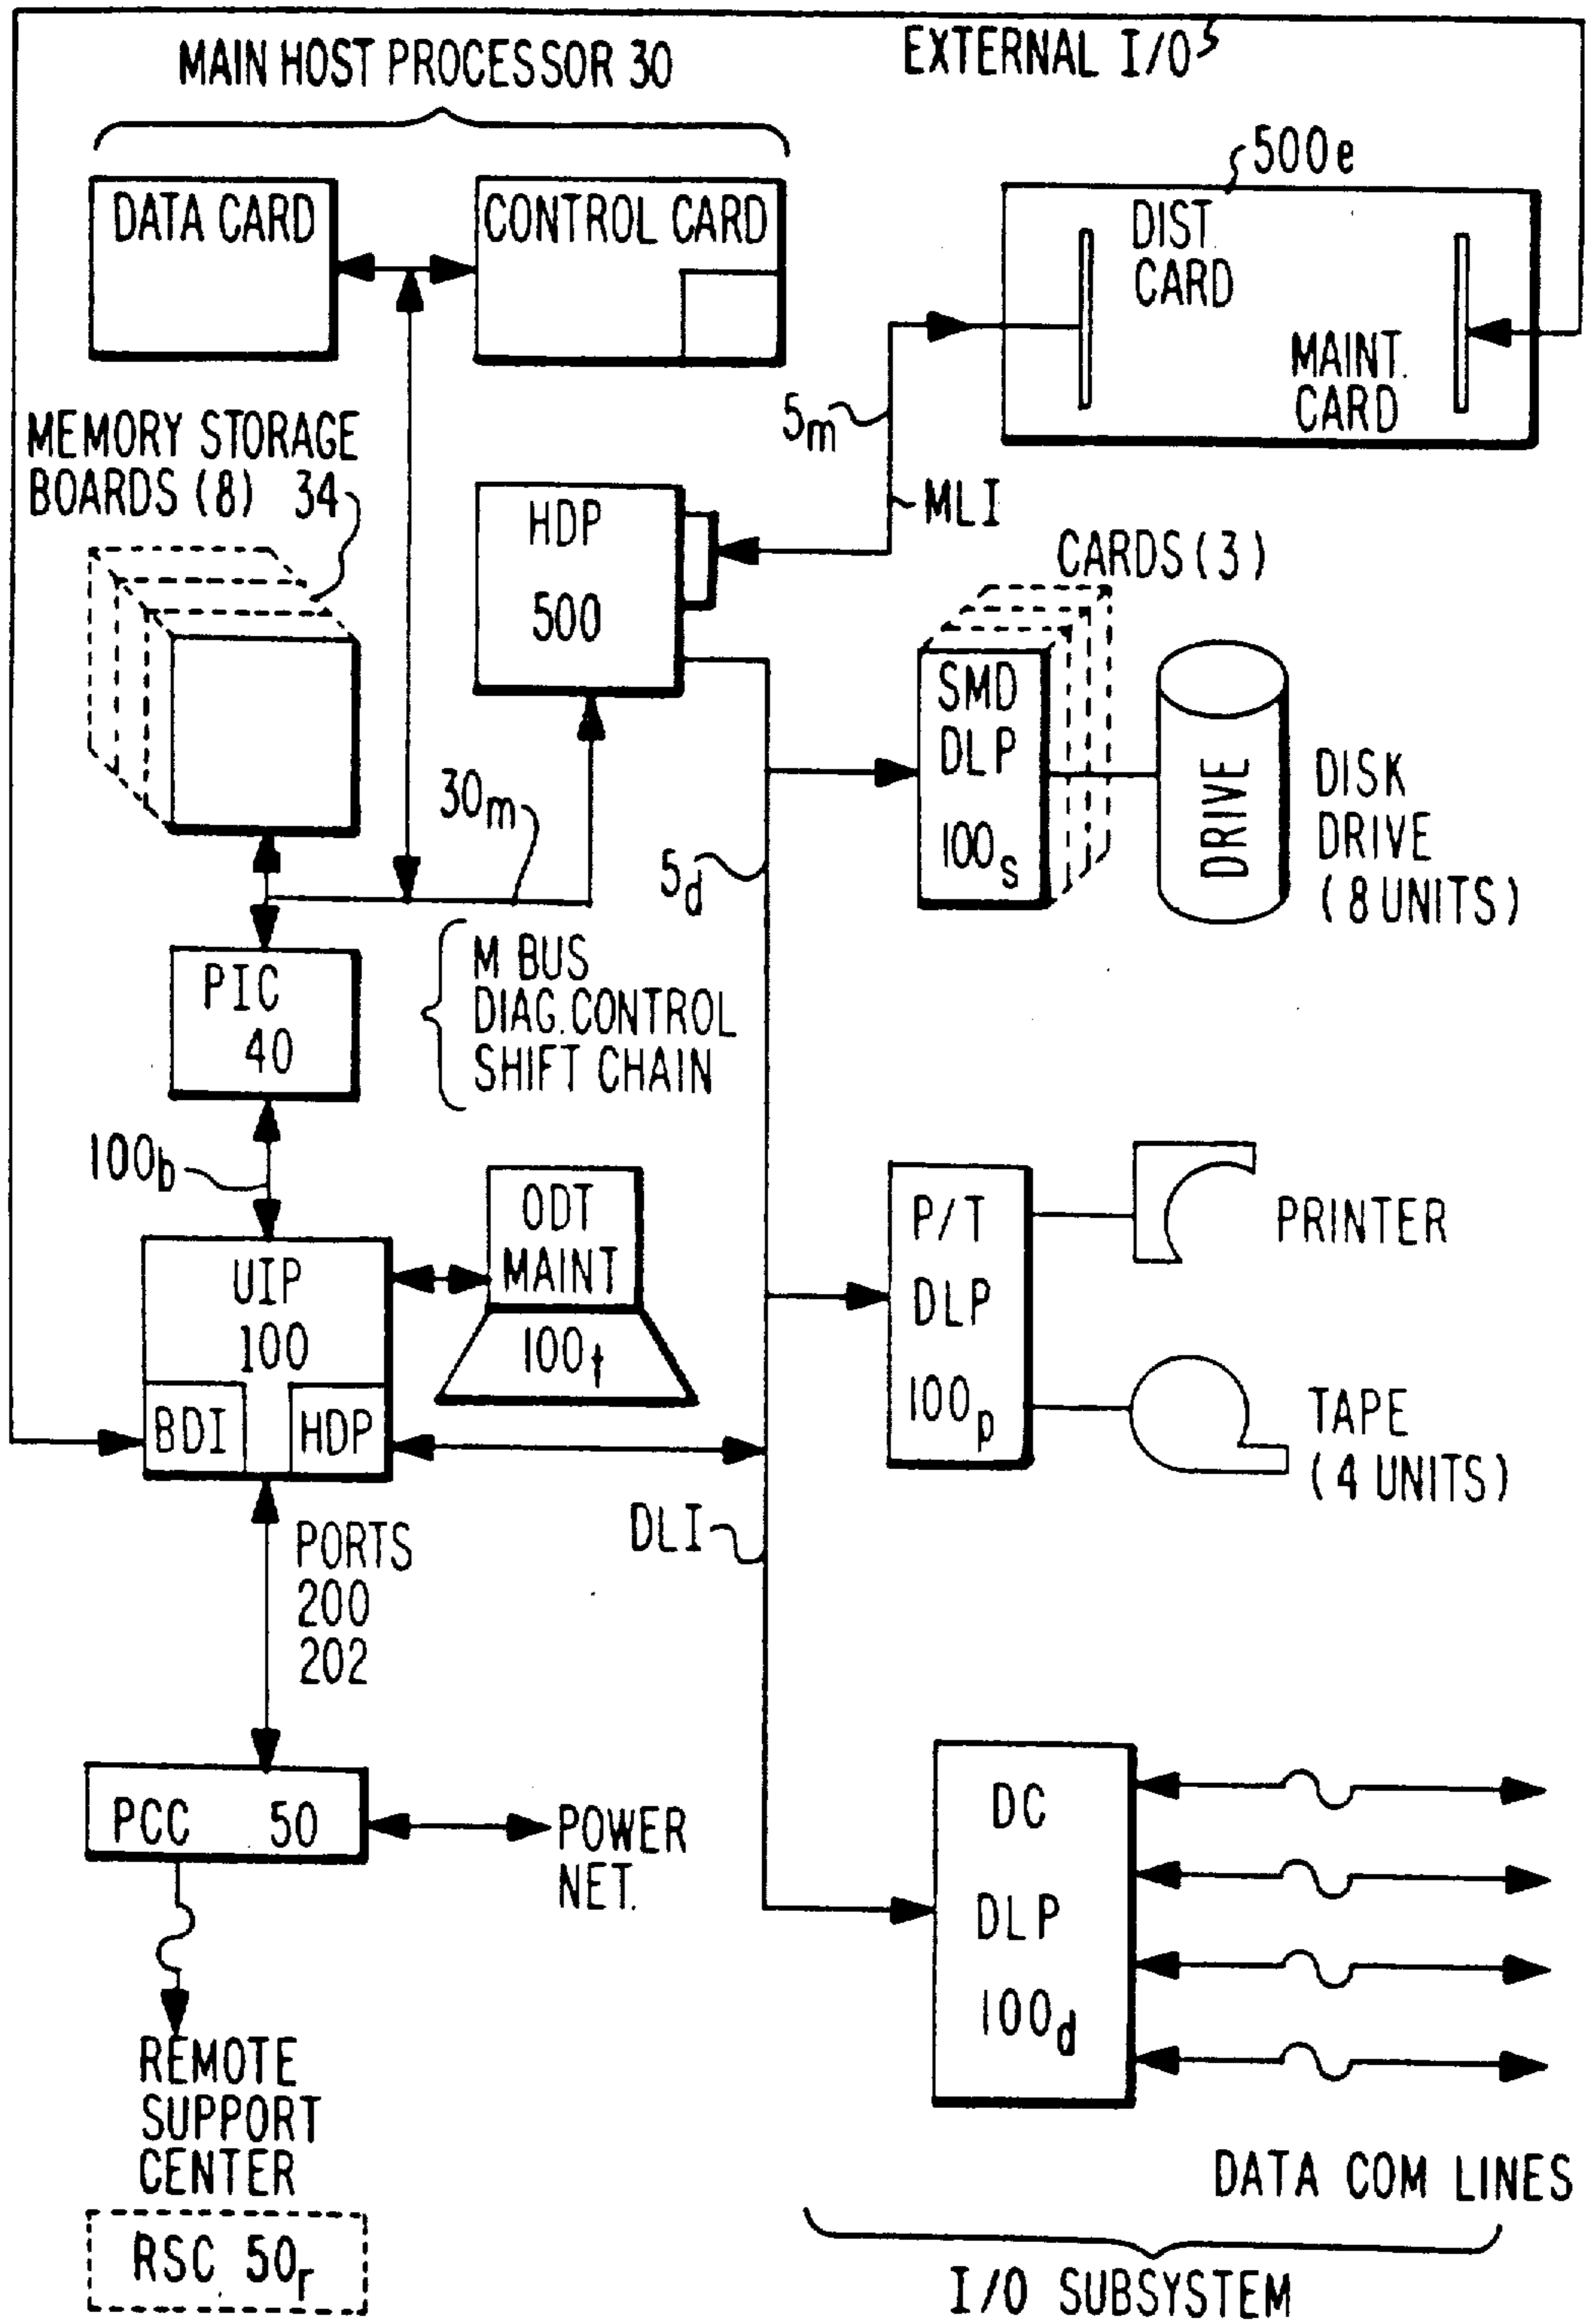 EXTERNAL I/O
MAIN HOST PROCESSOR 30
500e
DATA CARD
CONTROL CARD
DIST.
CARD
MAINT.
CARD
5m
MLI
MEMORY STORAGE
BOARDS (8) 34
HDP
500
CARDS (3)
SMD
DLP
100s
DRIVE
DISK
DRIVE
(8 UNITS)
30m
5d
PIC
40
M BUS
DIAG. CONTROL
SHIFT CHAIN
100b
UIP
100
BDI
HDP
ODT
MAINT
100t
P/T
DLP
100p
PRINTER
TAPE
(4 UNITS)
DLI
PORTS
200
202
PCC 50
POWER
NET.
DC
DLP
100d
REMOTE
SUPPORT
CENTER
RSC 50r
DATA COM LINES
I/O SUBSYSTEM